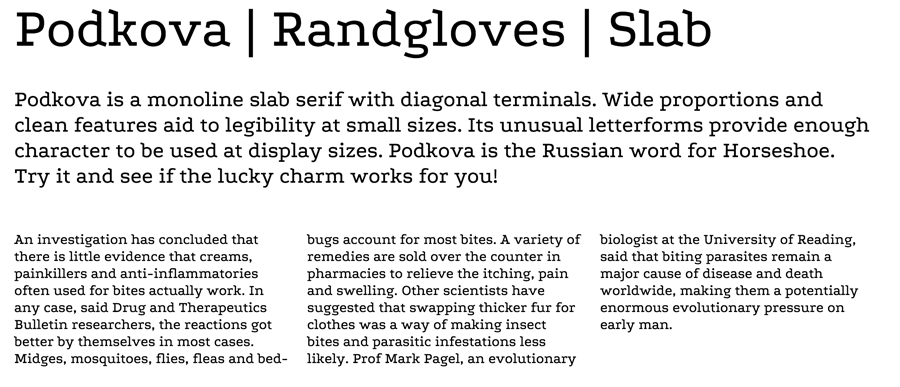 Podkova | Randgloves | Slab
Podkova is a monoline slab serif with diagonal terminals. Wide proportions and
clean features aid to legibility at small sizes. Its unusual letterforms provide enough
character to be used at display sizes. Podkova is the Russian word for Horseshoe.
Try it and see if the lucky charm works for you!
An investigation has concluded that
there is little evidence that creams,
painkillers and anti-inflammatories
often used for bites actually work. In
any case, said Drug and Therapeutics
Bulletin researchers, the reactions got
better by themselves in most cases.
Midges, mosquitoes, flies, fleas and bed-
bugs account for most bites. A variety of
remedies are sold over the counter in
pharmacies to relieve the itching, pain
and swelling. Other scientists have
suggested that swapping thicker fur for
clothes was a way of making insect
bites and parasitic infestations less
likely. Prof Mark Pagel, an evolutionary
biologist at the University of Reading,
said that biting parasites remain a
major cause of disease and death
worldwide, making them a potentially
enormous evolutionary pressure on
early man.